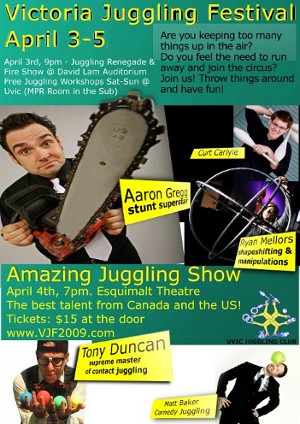 Victoria Juggling Festival
April 3-5
April 3rd, 9pm - Juggling Renegade &
Fire Show @ David Lam Auditorium
Free Juggling Workshops Sat-Sun @
Uvic (MPR Room in the Sub)
Are you keeping too many
things up in the air?
Do you feel the need to run
away and join the circus?
Join us! Throw things around
and have fun!
Curt Carlyle
Aaron Gregg
stunt superstar
Ryan Mellors
shapeshifting &
manipulations
Amazing Juggling Show
April 4th, 7pm. Esquimalt Theatre
The best talent from Canada and the US!
Tickets: $15 at the door
www.VJF2009.com
UVIC JUGGLING CLUB
Tony Duncan
supreme master
of contact juggling
Matt Baker
Comedy Juggling